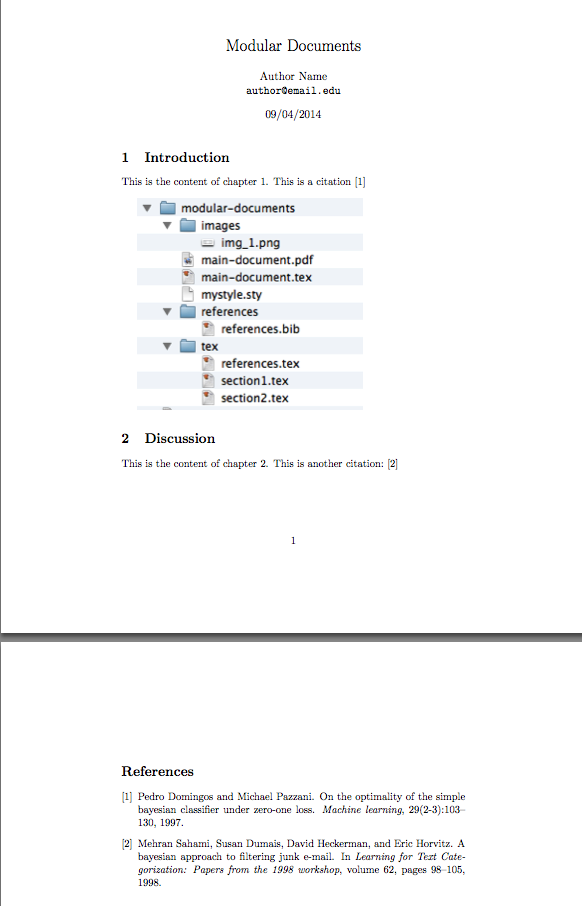 Modular Documents
Author Name
author@email.edu
09/04/2014
1 Introduction
This is the content of chapter 1. This is a citation [1]
modular-documents
images
img_1.png
main-document.pdf
main-document.tex
mystyle.sty
references
references.bib
tex
references.tex
section1.tex
section2.tex
2 Discussion
This is the content of chapter 2. This is another citation: [2]
1
References
[1] Pedro Domingos and Michael Pazzani. On the optimality of the simple
bayesian classifier under zero-one loss. Machine learning, 29(2-3):103–
130, 1997.
[2] Mehran Sahami, Susan Dumais, David Heckerman, and Eric Horvitz. A
bayesian approach to filtering junk e-mail. In Learning for Text Cate-
gorization: Papers from the 1998 workshop, volume 62, pages 98–105,
1998.